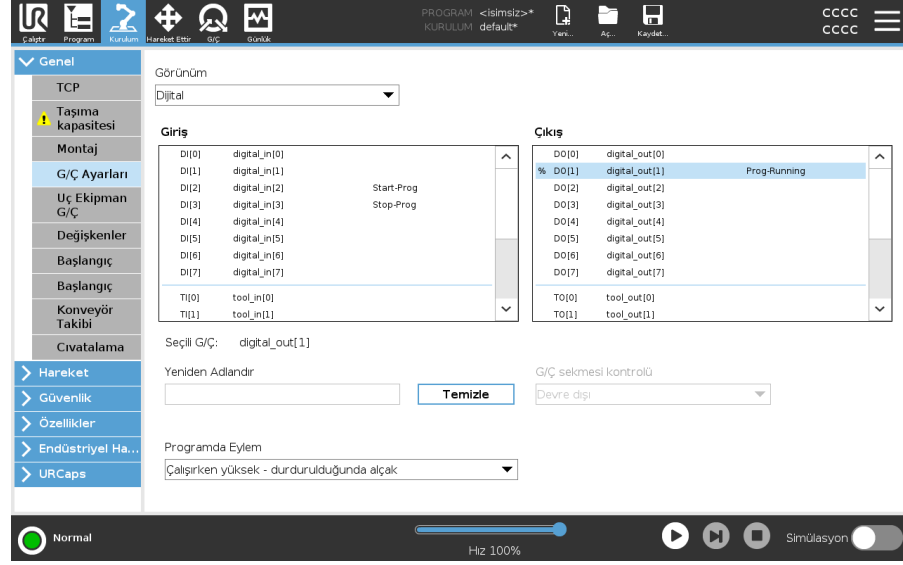 UR
PROGRAM <isimsiz>*
KURULUM default*
CCCC
CCCC
Çalıştır Program Kurulum Hareket Ettir G/Ç Günlük Yeni... Aç... Kaydet...
Genel
TCP
Taşıma
kapasitesi
Montaj
G/Ç Ayarları
Uç Ekipman
G/Ç
Değişkenler
Başlangıç
Başlangıç
Konveyör
Takibi
Cıvatalama
Hareket
Güvenlik
Özellikler
Endüstriyel Ha...
URCaps
Görünüm
Dijital
Giriş
DI[0] digital_in[0]
DI[1] digital_in[1]
DI[2] digital_in[2] Start-Prog
DI[3] digital_in[3] Stop-Prog
DI[4] digital_in[4]
DI[5] digital_in[5]
DI[6] digital_in[6]
DI[7] digital_in[7]
TI[0] tool_in[0]
TI[1] tool_in[1]
Çıkış
DO[0] digital_out[0]
% DO[1] digital_out[1] Prog-Running
DO[2] digital_out[2]
DO[3] digital_out[3]
DO[4] digital_out[4]
DO[5] digital_out[5]
DO[6] digital_out[6]
DO[7] digital_out[7]
TO[0] tool_out[0]
TO[1] tool_out[1]
Seçili G/Ç: digital_out[1]
Yeniden Adlandır
Temizle
G/Ç sekmesi kontrolü
Devre dışı
Programda Eylem
Çalışırken yüksek - durdurulduğunda alçak
Normal
Hız 100%
Simülasyon